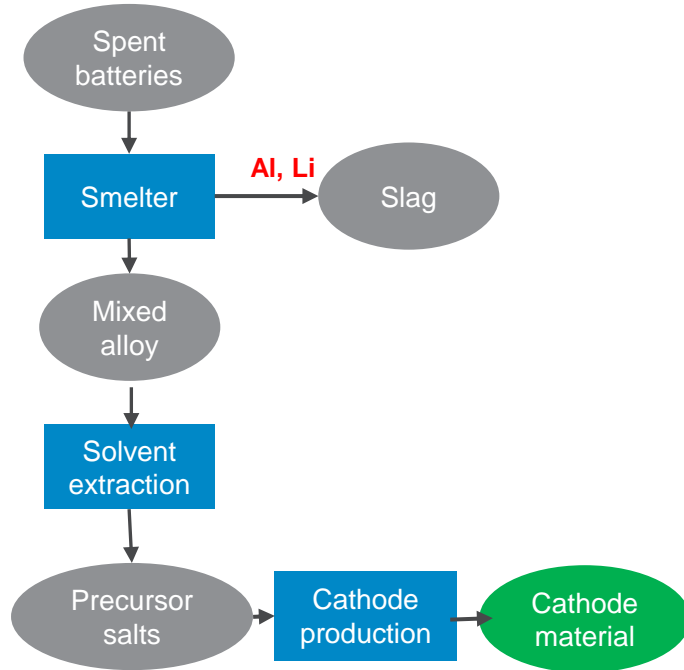 Spent
batteries
Al, Li
Smelter
Slag
Mixed
alloy
Solvent
extraction
Precursor
salts
Cathode
production
Cathode
material